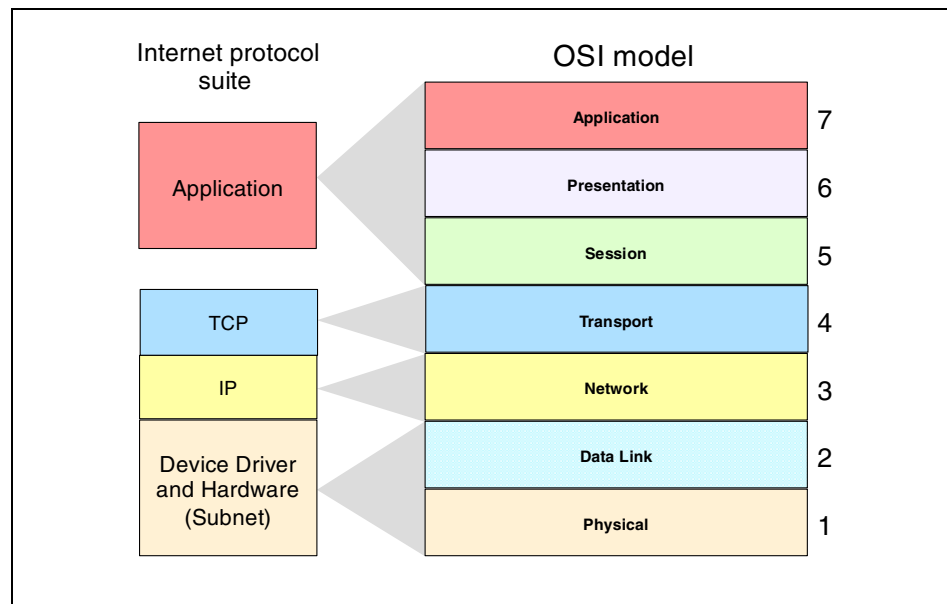 Internet protocol
suite
Application
TCP
IP
Device Driver
and Hardware
(Subnet)
OSI model
Application 7
Presentation 6
Session 5
Transport 4
Network 3
Data Link 2
Physical 1